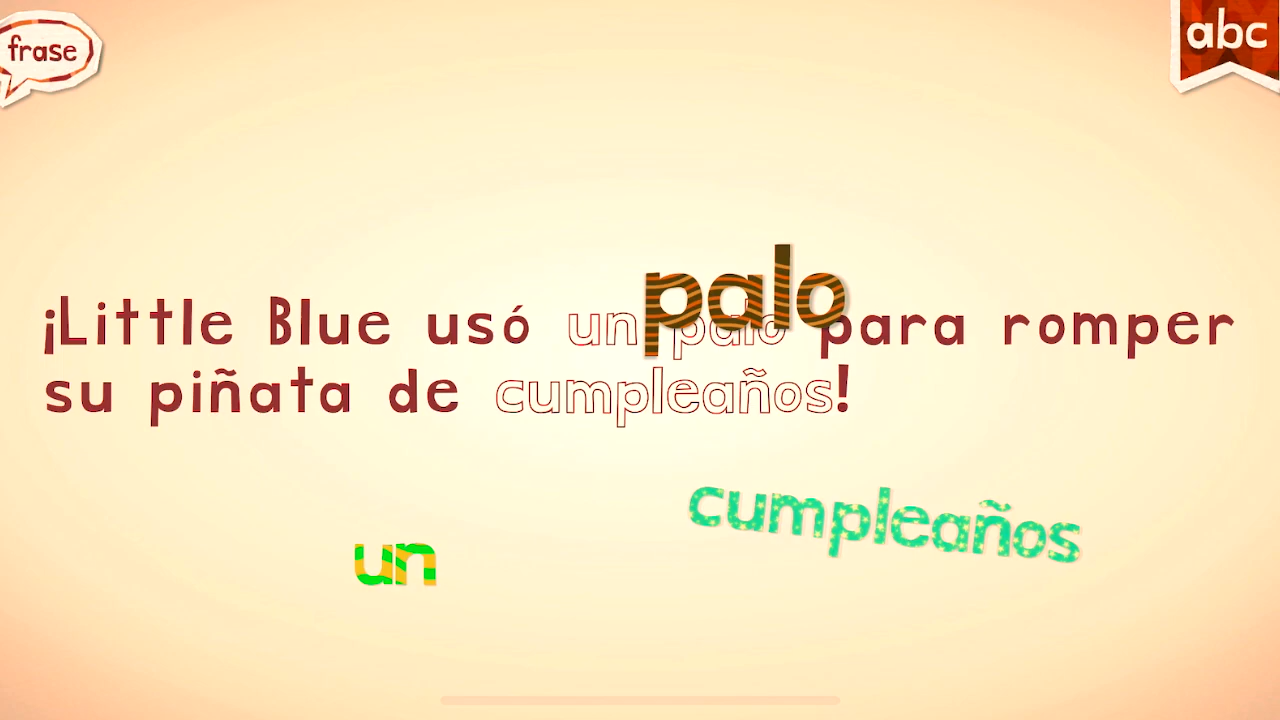 frase
abc
palo
¡Little Blue usó un palo para romper
su piñata de cumpleaños!
cumpleaños
un